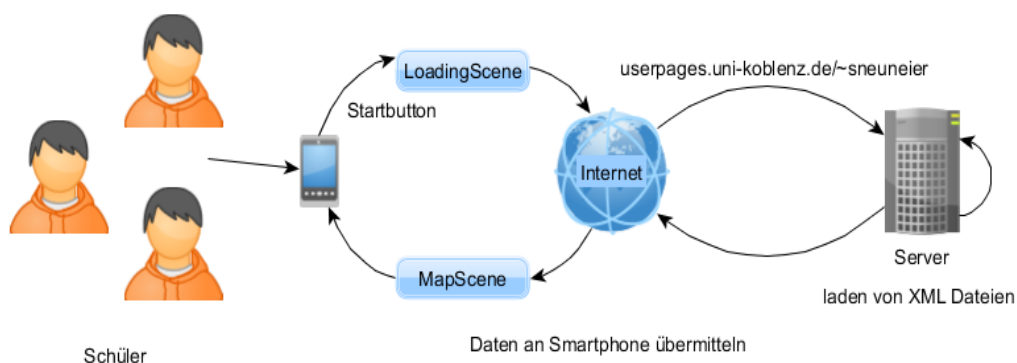 LoadingScene
userpages.uni-koblenz.de/~sneuneier
Startbutton
Internet
Server
MapScene
laden von XML Dateien
Daten an Smartphone übermitteln
Schüler